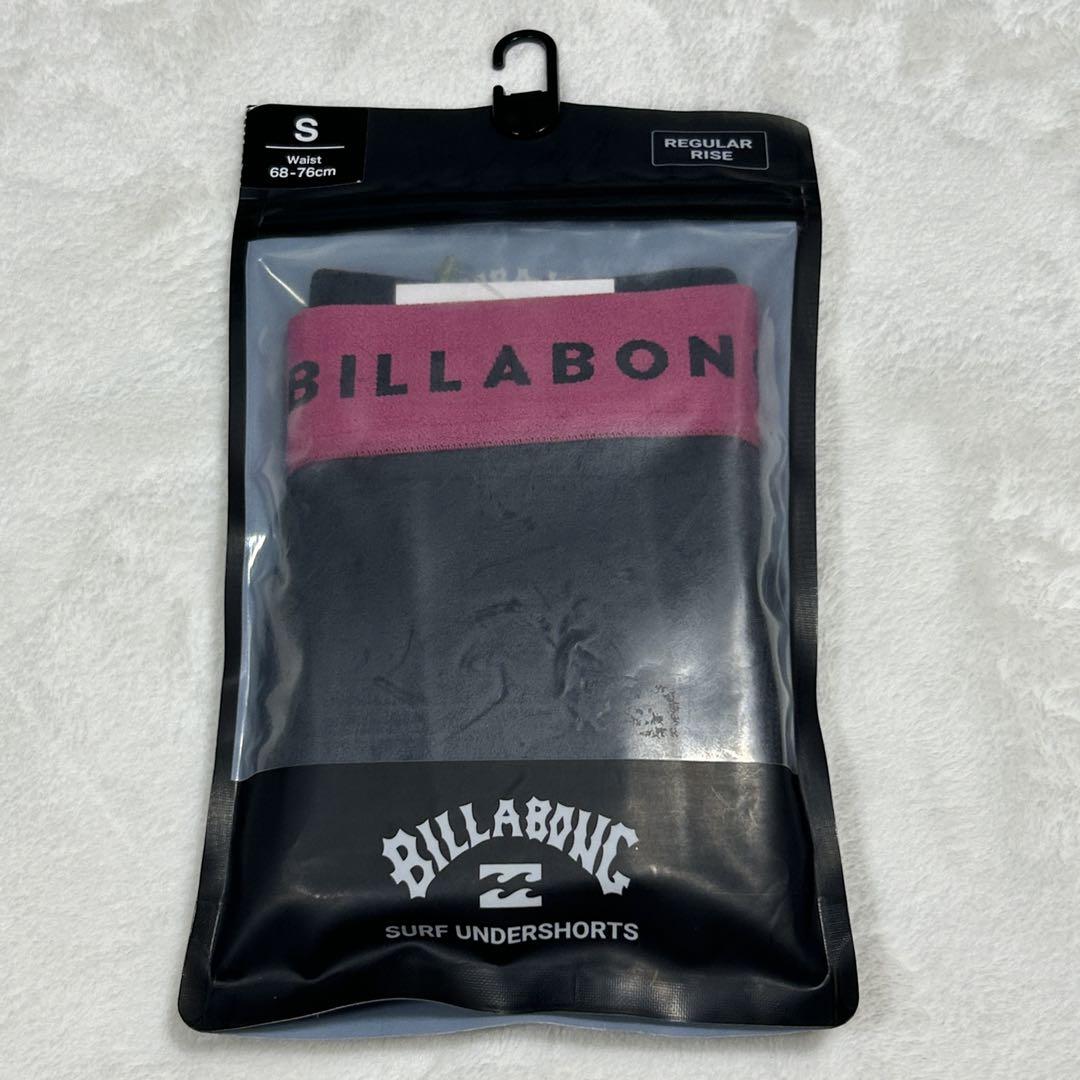 S
Waist
68-76cm
REGULAR
RISE
BILLABONG
BILLABONG
SURF UNDERSHORTS